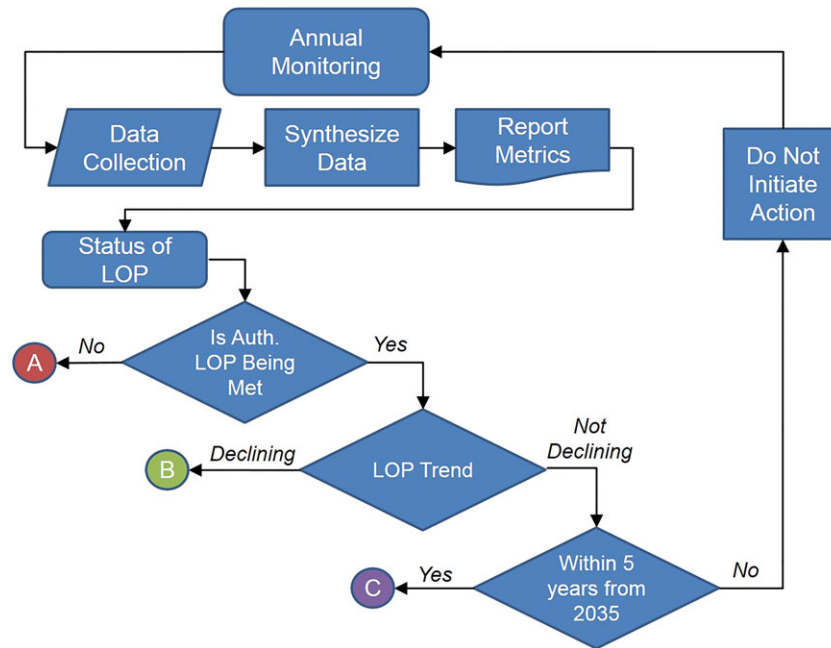 Annual
Monitoring
Data
Collection
Synthesize
Data
Report
Metrics
Do Not
Initiate
Action
Status of
LOP
Is Auth.
LOP Being
Met
No
Yes
A
LOP Trend
Declining
Not
Declining
B
Within 5
years from
2035
Yes
No
C